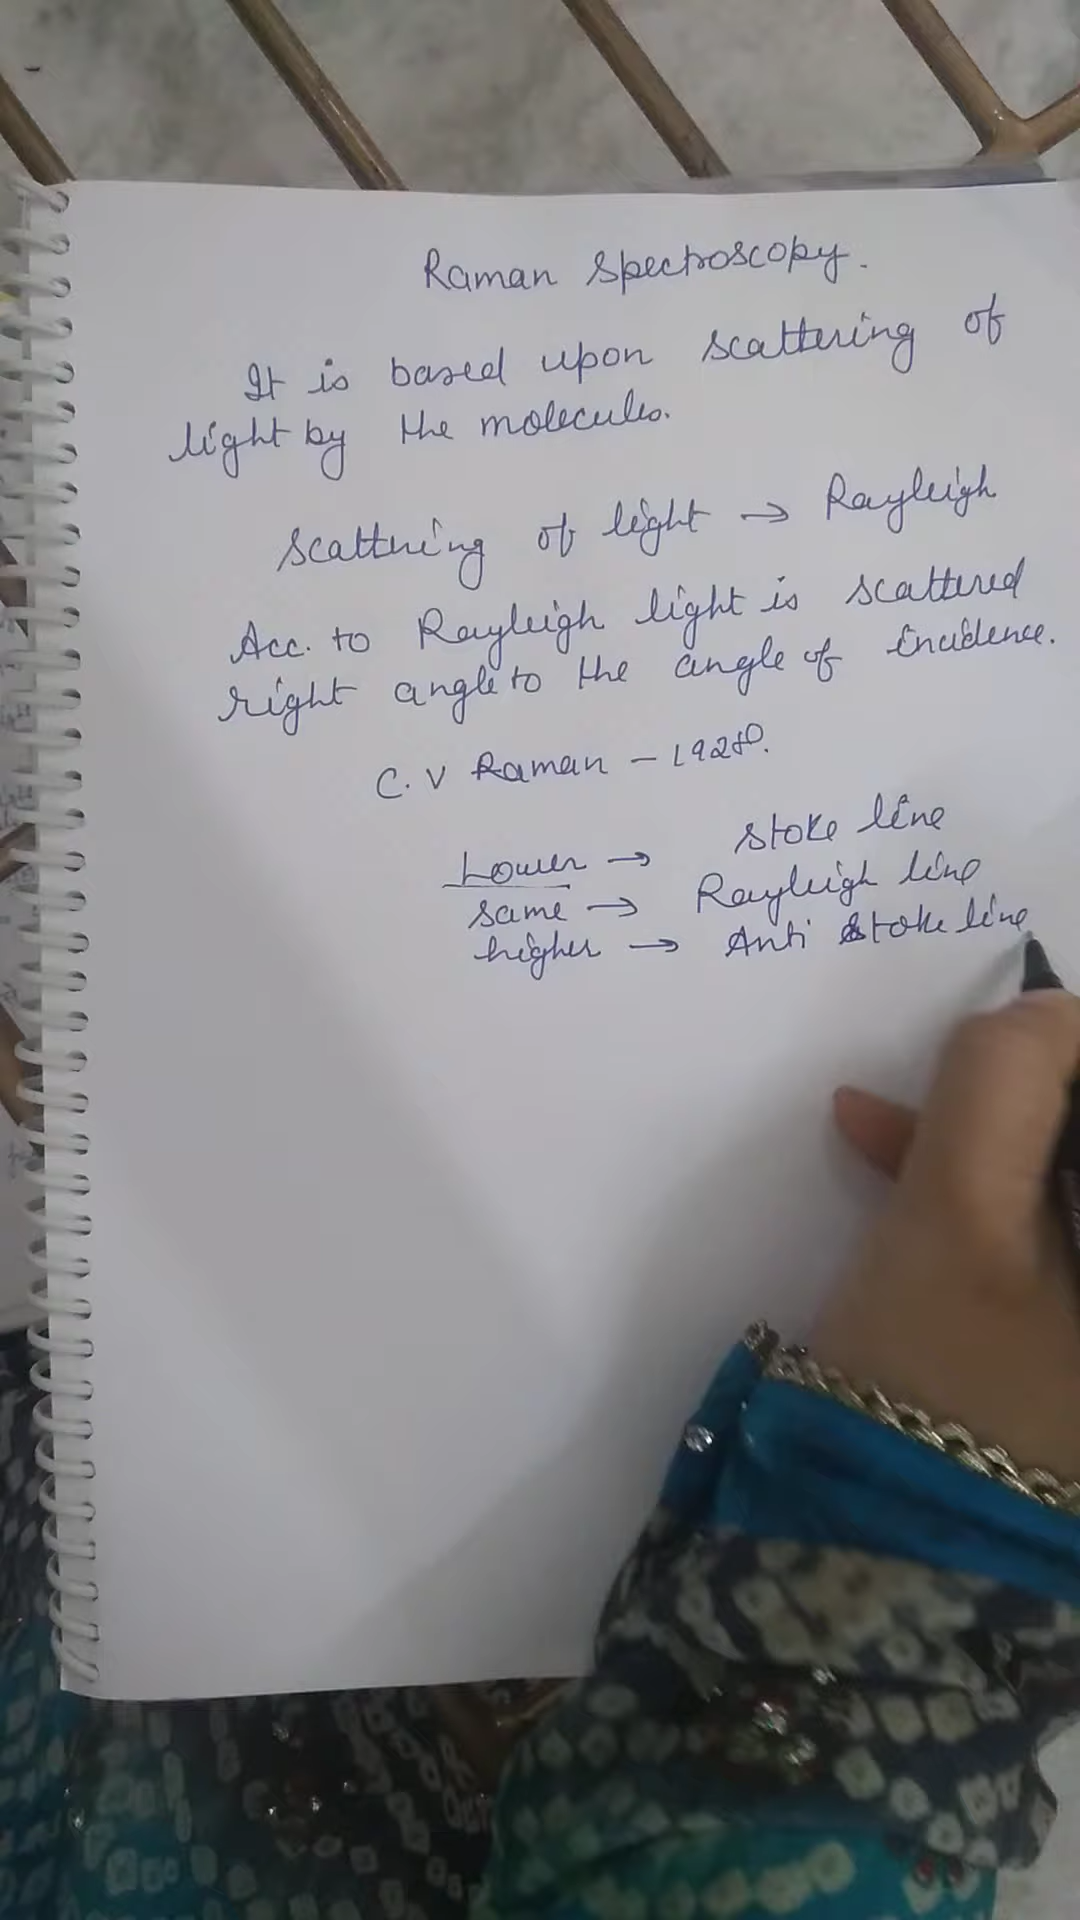 Raman Spectroscopy.
It is based upon scattering of
light by the molecules.
Scattering of light → Rayleigh
Acc. to Rayleigh light is scattered
right angle to the angle of incidence.
C. V Raman – 1928.
Lower → Stoke line
same → Rayleigh line
higher → Anti Stoke line